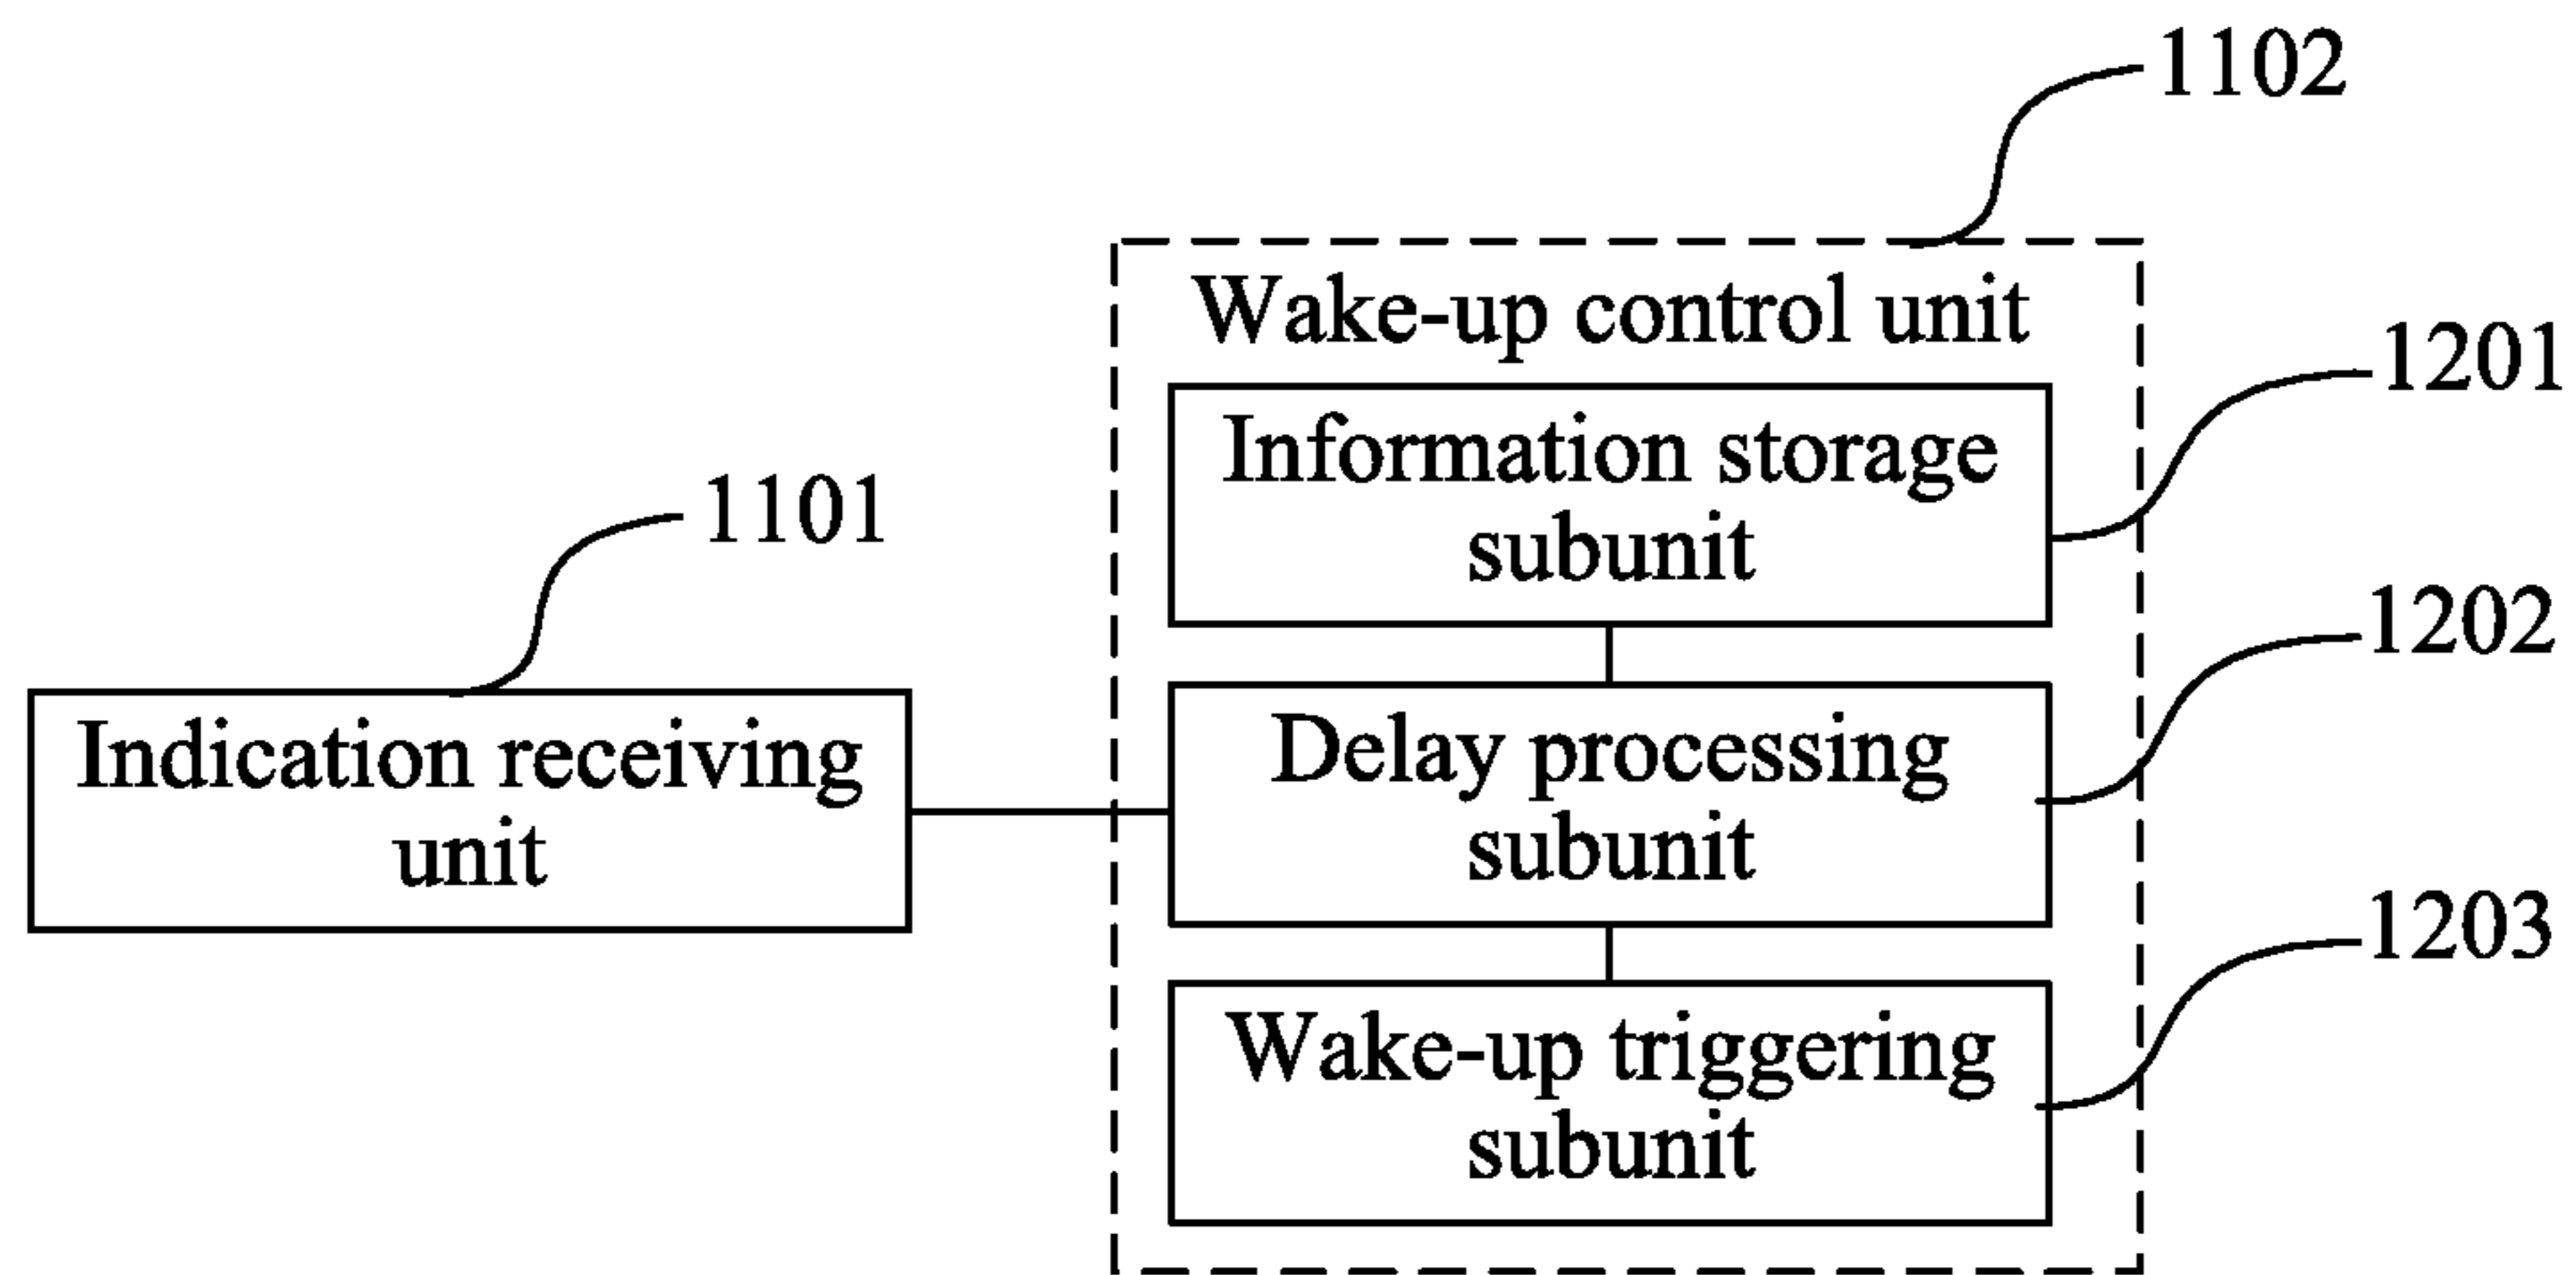 1102
Wake-up control unit
1201
Information storage
subunit
1101
1202
Indication receiving
unit
Delay processing
subunit
1203
Wake-up triggering
subunit